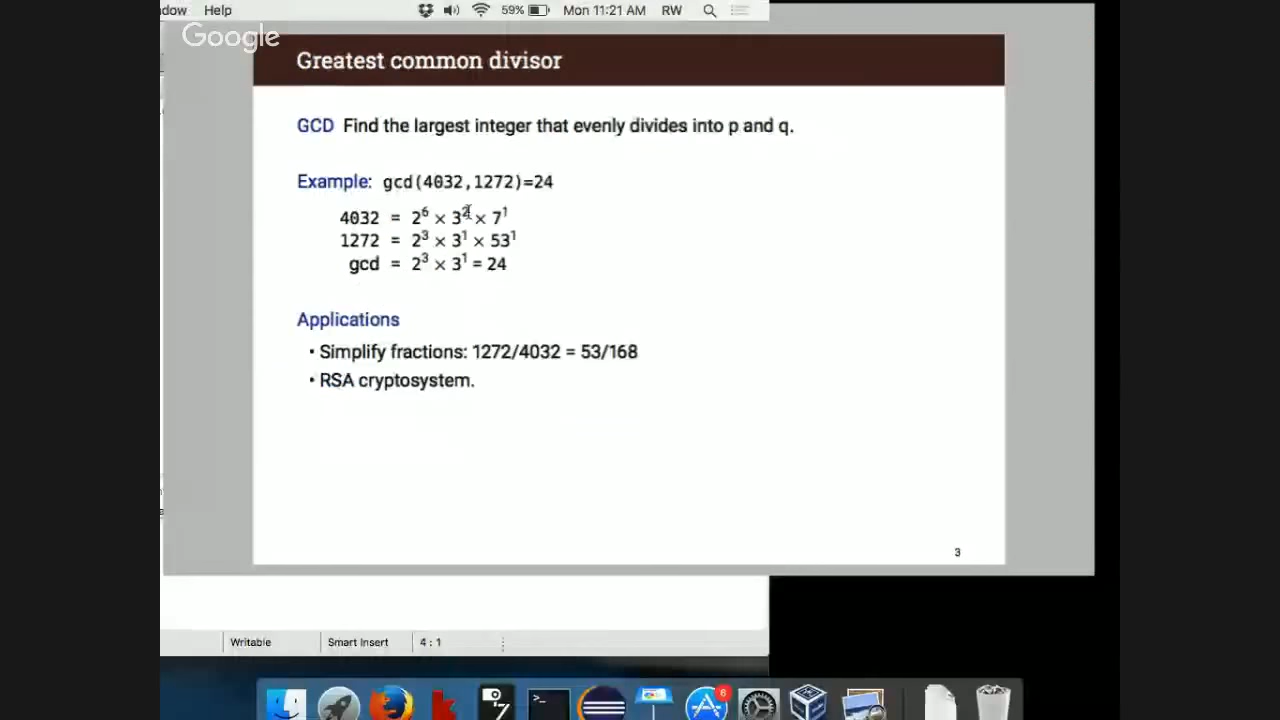 dow Help 59% Mon 11:21 AM RW
Google
Greatest common divisor
GCD Find the largest integer that evenly divides into p and q.
Example: gcd(4032,1272)=24
4032 = 2⁶ × 3² × 7¹
1272 = 2³ × 3¹ × 53¹
gcd = 2³ × 3¹ = 24
Applications
• Simplify fractions: 1272/4032 = 53/168
• RSA cryptosystem.
3
Writable Smart Insert 4 : 1
6